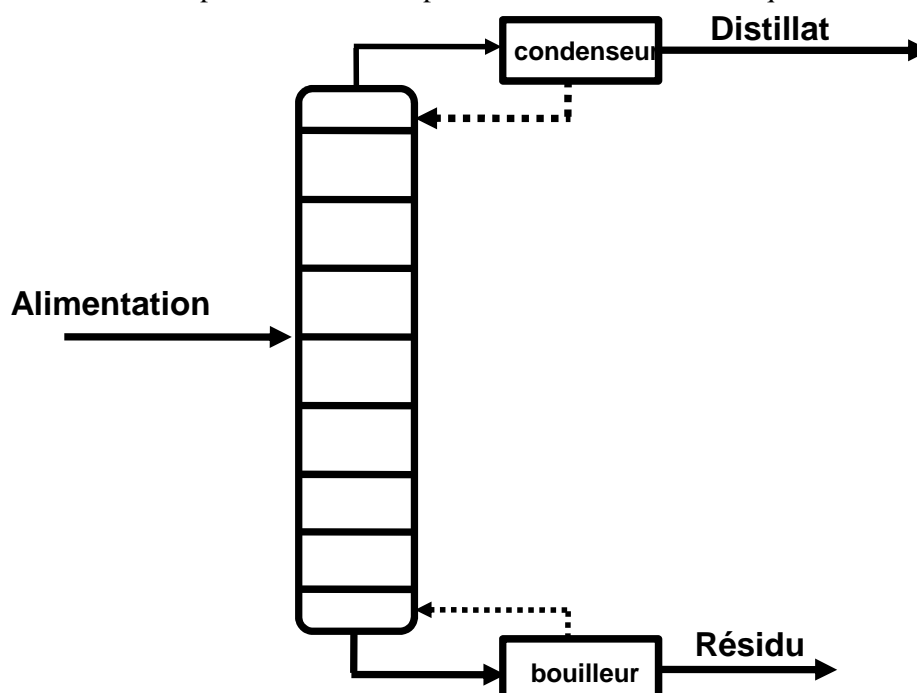 Distillat
condenseur
Alimentation
Résidu
bouilleur